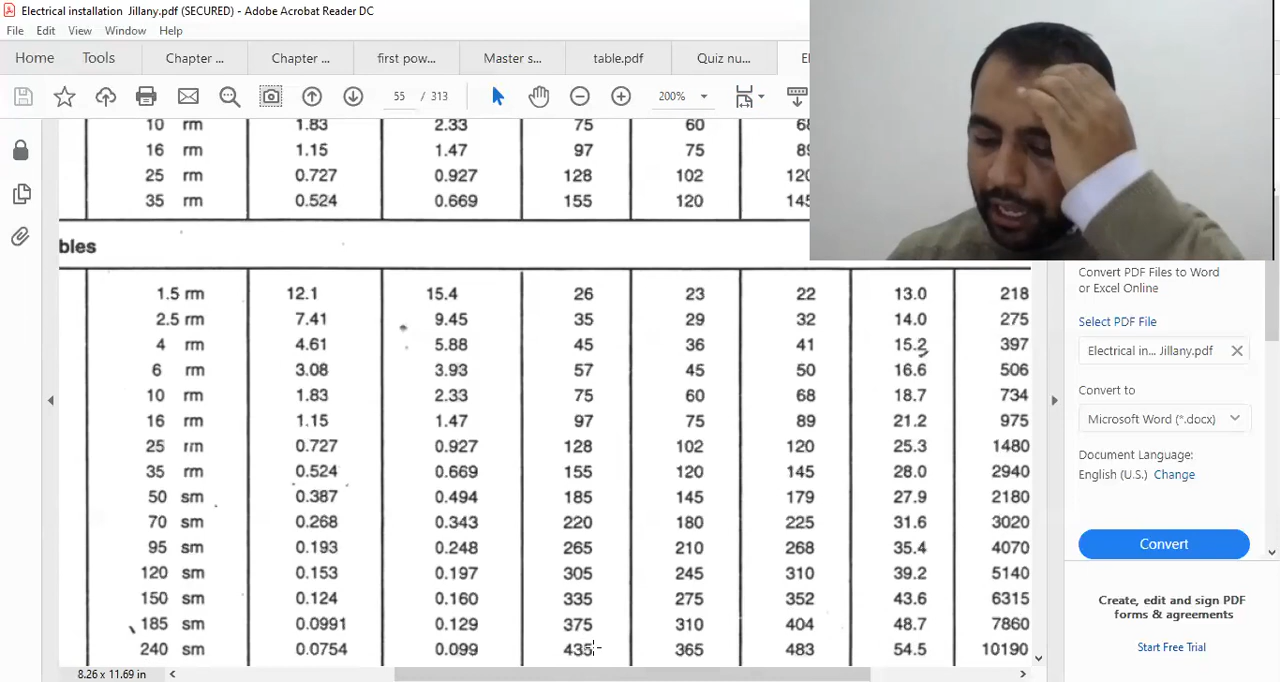 Electrical installation Jillany.pdf (SECURED) - Adobe Acrobat Reader DC
File Edit View Window Help
Home Tools Chapter ... Chapter ... first pow... Master s... table.pdf Quiz nu...
55 / 313 200%
10 rm 1.83 2.33 75 60
16 rm 1.15 1.47 97 75
25 rm 0.727 0.927 128 102
35 rm 0.524 0.669 155 120
bles
1.5 rm 12.1 15.4 26 23 22 13.0 218
2.5 rm 7.41 9.45 35 29 32 14.0 275
4 rm 4.61 5.88 45 36 41 15.2 397
6 rm 3.08 3.93 57 45 50 16.6 506
10 rm 1.83 2.33 75 60 68 18.7 734
16 rm 1.15 1.47 97 75 89 21.2 975
25 rm 0.727 0.927 128 102 120 25.3 1480
35 rm 0.524 0.669 155 120 145 28.0 2940
50 sm 0.387 0.494 185 145 179 27.9 2180
70 sm 0.268 0.343 220 180 225 31.6 3020
95 sm 0.193 0.248 265 210 268 35.4 4070
120 sm 0.153 0.197 305 245 310 39.2 5140
150 sm 0.124 0.160 335 275 352 43.6 6315
185 sm 0.0991 0.129 375 310 404 48.7 7860
240 sm 0.0754 0.099 435 365 483 54.5 10190
8.26 x 11.69 in
Convert PDF Files to Word
or Excel Online
Select PDF File
Electrical in... Jillany.pdf
Convert to
Microsoft Word (*.docx)
Document Language:
English (U.S.) Change
Convert
Create, edit and sign PDF
forms & agreements
Start Free Trial